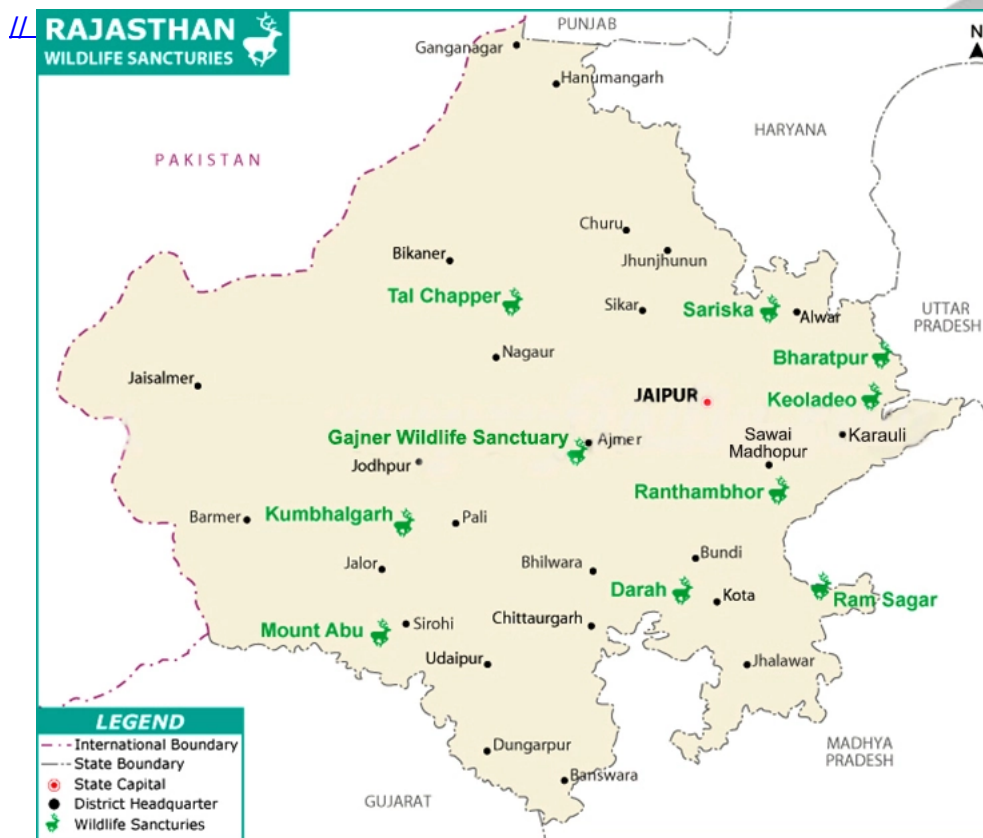 //
RAJASTHAN
WILDLIFE SANCTURIES
PUNJAB
N
Ganganagar
Hanumangarh
HARYANA
PAKISTAN
Churu
Jhunjhunun
Bikaner
Tal Chapper
Sikar
Sariska
Alwar
UTTAR
PRADESH
Nagaur
Bharatpur
Jaisalmer
JAIPUR
Keoladeo
Gajner Wildlife Sanctuary
Ajmer
Sawai
Madhopur
Karauli
Jodhpur
Ranthambhor
Kumbhalgarh
Barmer
Pali
Jalor
Bhilwara
Bundi
Darah
Kota
Ram Sagar
Mount Abu
Sirohi
Chittaurgarh
Udaipur
Jhalawar
Dungarpur
Banswara
MADHYA
PRADESH
GUJARAT
LEGEND
International Boundary
State Boundary
State Capital
District Headquarter
Wildlife Sancturies